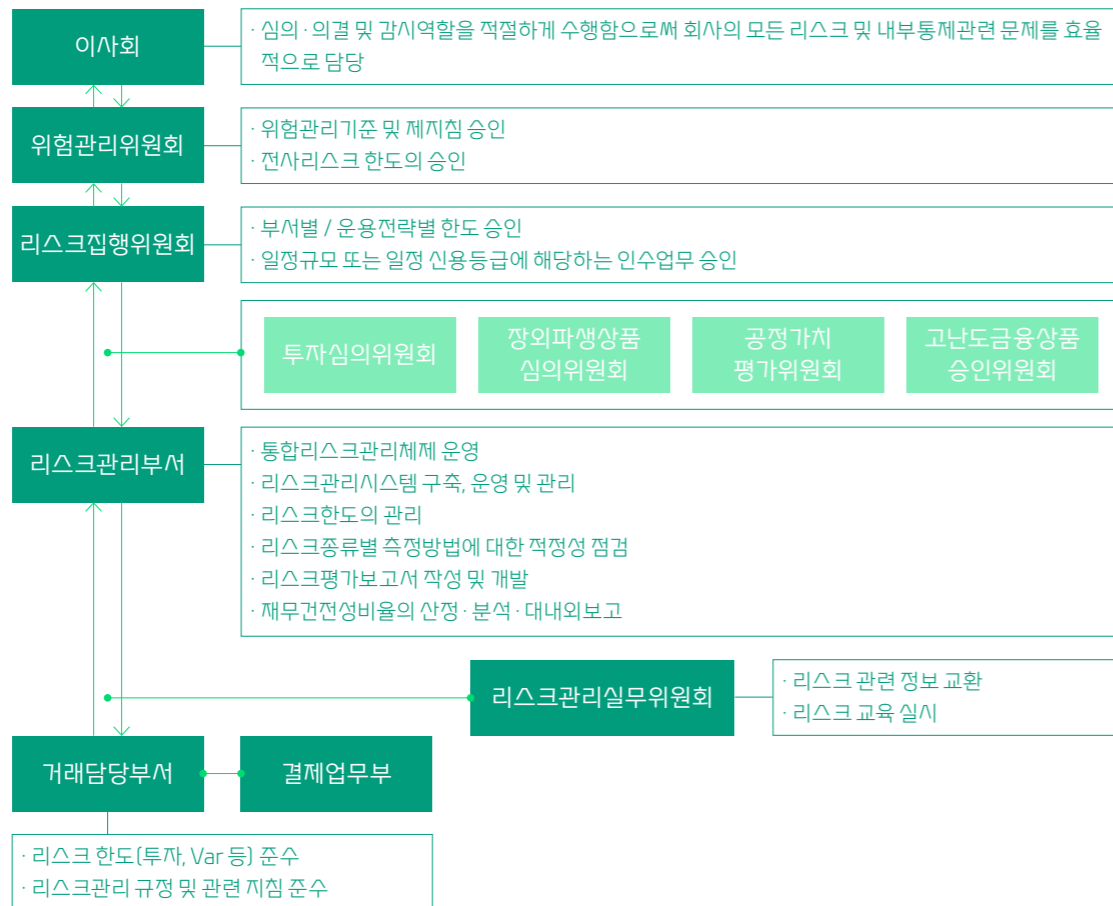 이사회
· 심의 · 의결 및 감시역할을 적절하게 수행함으로써 회사의 모든 리스크 및 내부통제관련 문제를 효율
적으로 담당
위험관리위원회
· 위험관리기준 및 제지침 승인
· 전사리스크 한도의 승인
리스크집행위원회
· 부서별 / 운용전략별 한도 승인
· 일정규모 또는 일정 신용등급에 해당하는 인수업무 승인
투자심의위원회
장외파생상품
심의위원회
공정가치
평가위원회
고난도금융상품
승인위원회
리스크관리부서
· 통합리스크관리체제 운영
· 리스크관리시스템 구축, 운영 및 관리
· 리스크한도의 관리
· 리스크종류별 측정방법에 대한 적정성 점검
· 리스크평가보고서 작성 및 개발
· 재무건전성비율의 산정 · 분석 · 대내외보고
리스크관리실무위원회
· 리스크 관련 정보 교환
· 리스크 교육 실시
거래담당부서
결제업무부
· 리스크 한도(투자, Var 등) 준수
· 리스크관리 규정 및 관련 지침 준수